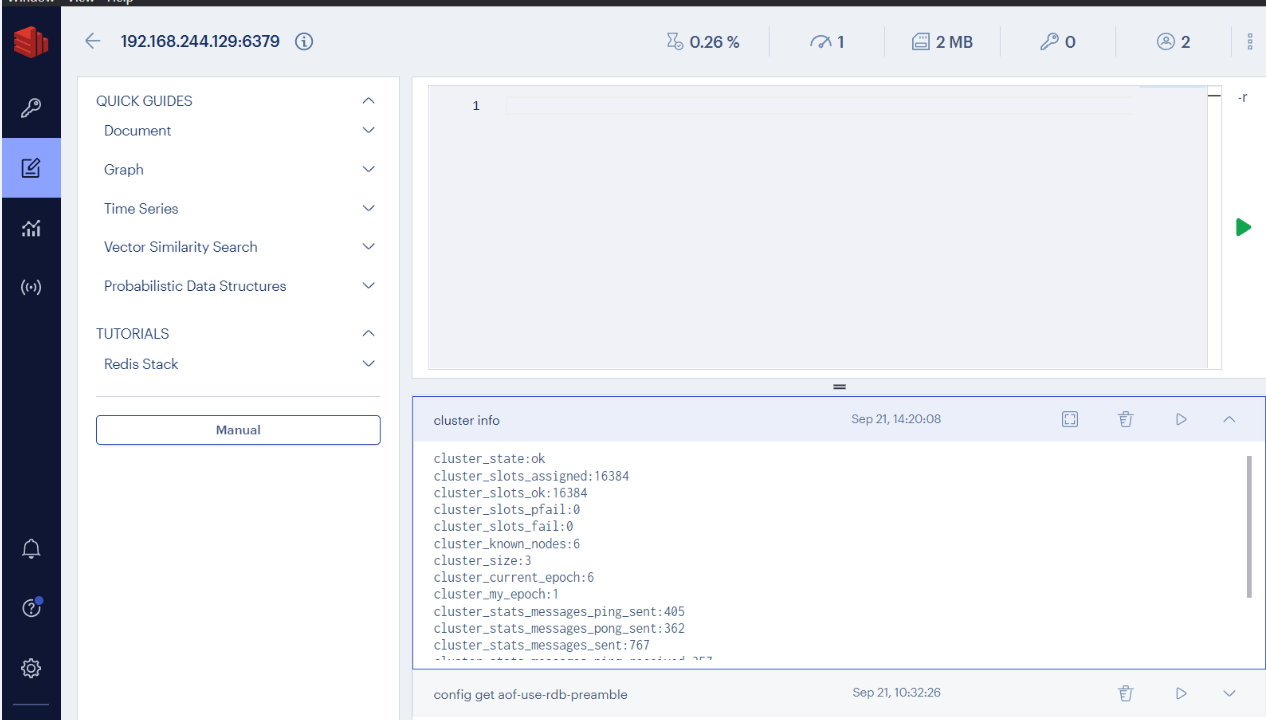 Window View Help
192.168.244.129:6379
0.26 %
1
2 MB
0
2
QUICK GUIDES
Document
Graph
Time Series
Vector Similarity Search
Probabilistic Data Structures
TUTORIALS
Redis Stack
Manual
1
-r
cluster info Sep 21, 14:20:08
cluster_state:ok
cluster_slots_assigned:16384
cluster_slots_ok:16384
cluster_slots_pfail:0
cluster_slots_fail:0
cluster_known_nodes:6
cluster_size:3
cluster_current_epoch:6
cluster_my_epoch:1
cluster_stats_messages_ping_sent:405
cluster_stats_messages_pong_sent:362
cluster_stats_messages_sent:767
cluster_stats_messages_ping_received:357
config get aof-use-rdb-preamble Sep 21, 10:32:26